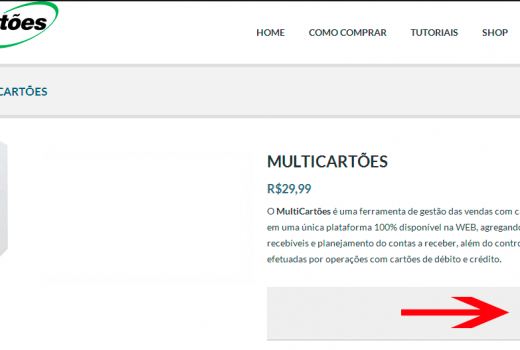 tões
HOME COMO COMPRAR TUTORIAIS SHOP
CARTÕES
MULTICARTÕES
R$29,99
O MultiCartões é uma ferramenta de gestão das vendas com c
em uma única plataforma 100% disponível na WEB, agregando
recebíveis e planejamento do contas a receber, além do contro
efetuadas por operações com cartões de débito e crédito.